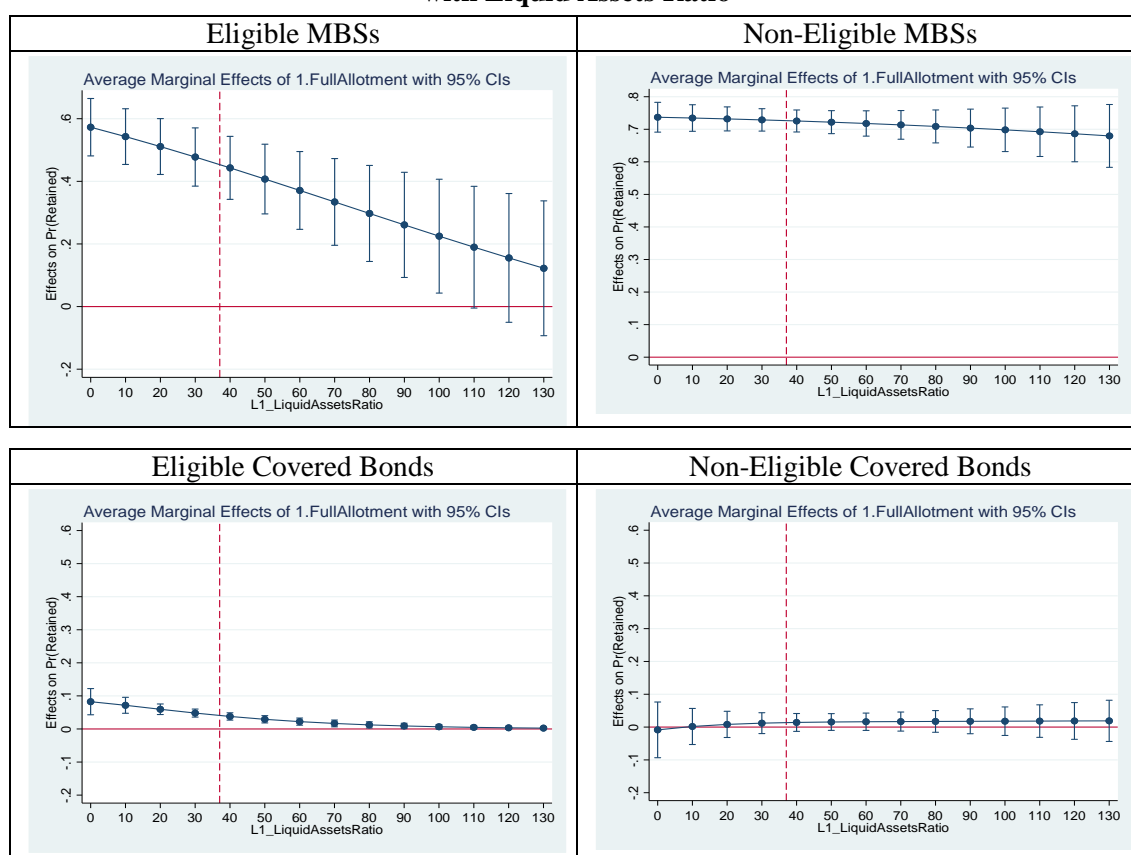 with Liquid Assets Ratio
Eligible MBSs
Non-Eligible MBSs
Average Marginal Effects of 1.FullAllotment with 95% CIs
Effects on Pr(Retained)
.6
.4
.2
0
-.2
0 10 20 30 40 50 60 70 80 90 100 110 120 130
L1_LiquidAssetsRatio
Average Marginal Effects of 1.FullAllotment with 95% CIs
Effects on Pr(Retained)
.8
.7
.6
.5
.4
.3
.2
.1
0
0 10 20 30 40 50 60 70 80 90 100 110 120 130
L1_LiquidAssetsRatio
Eligible Covered Bonds
Non-Eligible Covered Bonds
Average Marginal Effects of 1.FullAllotment with 95% CIs
Effects on Pr(Retained)
.6
.5
.4
.3
.2
.1
0
-.1
-.2
0 10 20 30 40 50 60 70 80 90 100 110 120 130
L1_LiquidAssetsRatio
Average Marginal Effects of 1.FullAllotment with 95% CIs
Effects on Pr(Retained)
.6
.5
.4
.3
.2
.1
0
-.1
-.2
0 10 20 30 40 50 60 70 80 90 100 110 120 130
L1_LiquidAssetsRatio